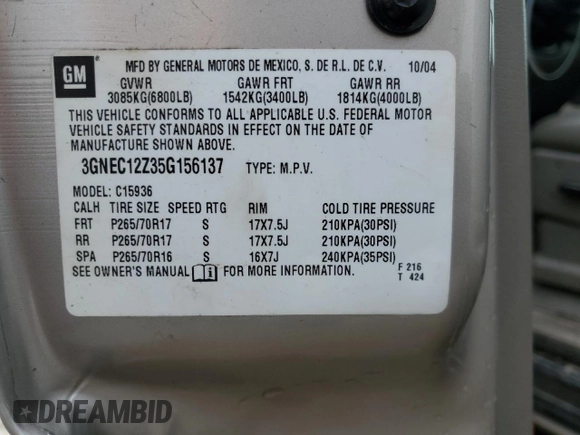 GM
MFD BY GENERAL MOTORS DE MEXICO, S. DE R.L. DE C.V. 10/04
GVWR GAWR FRT GAWR RR
3085KG(6800LB) 1542KG(3400LB) 1814KG(4000LB)
THIS VEHICLE CONFORMS TO ALL APPLICABLE U.S. FEDERAL MOTOR
VEHICLE SAFETY STANDARDS IN EFFECT ON THE DATE OF
MANUFACTURE SHOWN ABOVE.
3GNEC12Z35G156137 TYPE: M.P.V.
MODEL: C15936
CALH TIRE SIZE SPEED RTG RIM COLD TIRE PRESSURE
FRT P265/70R17 S 17X7.5J 210KPA(30PSI)
RR P265/70R17 S 17X7.5J 210KPA(30PSI)
SPA P265/70R16 S 16X7J 240KPA(35PSI)
SEE OWNER'S MANUAL i FOR MORE INFORMATION. F 216
T 424
DREAMBID